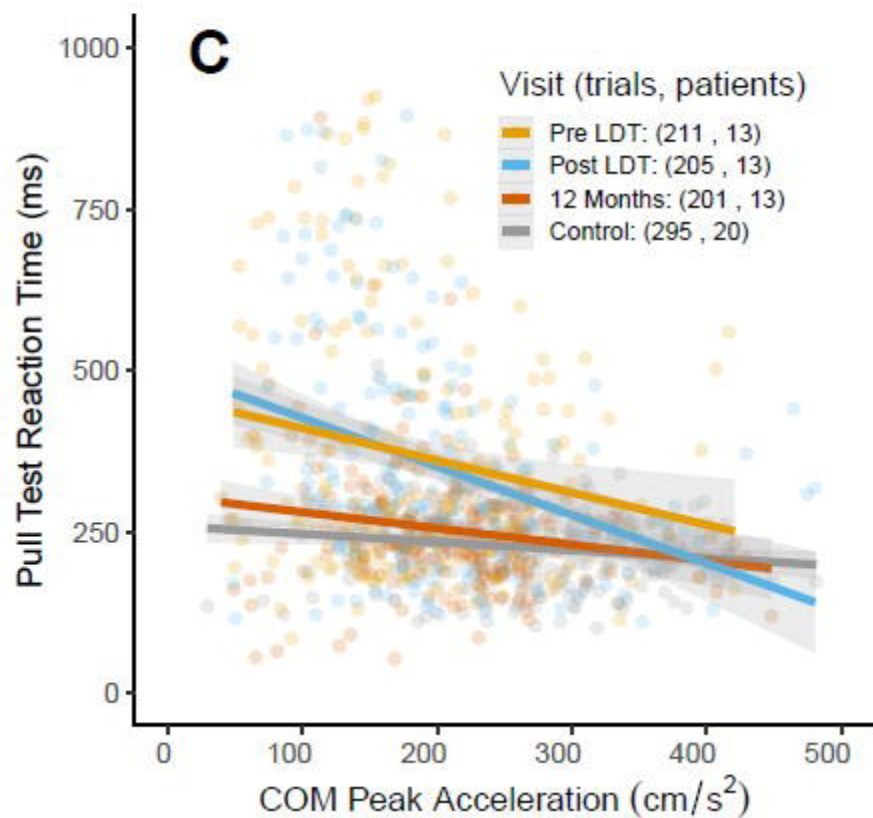 C
Visit (trials, patients)
Pre LDT: (211 , 13)
Post LDT: (205 , 13)
12 Months: (201 , 13)
Control: (295 , 20)
Pull Test Reaction Time (ms)
1000
750
500
250
0
0 100 200 300 400 500
COM Peak Acceleration (cm/s²)